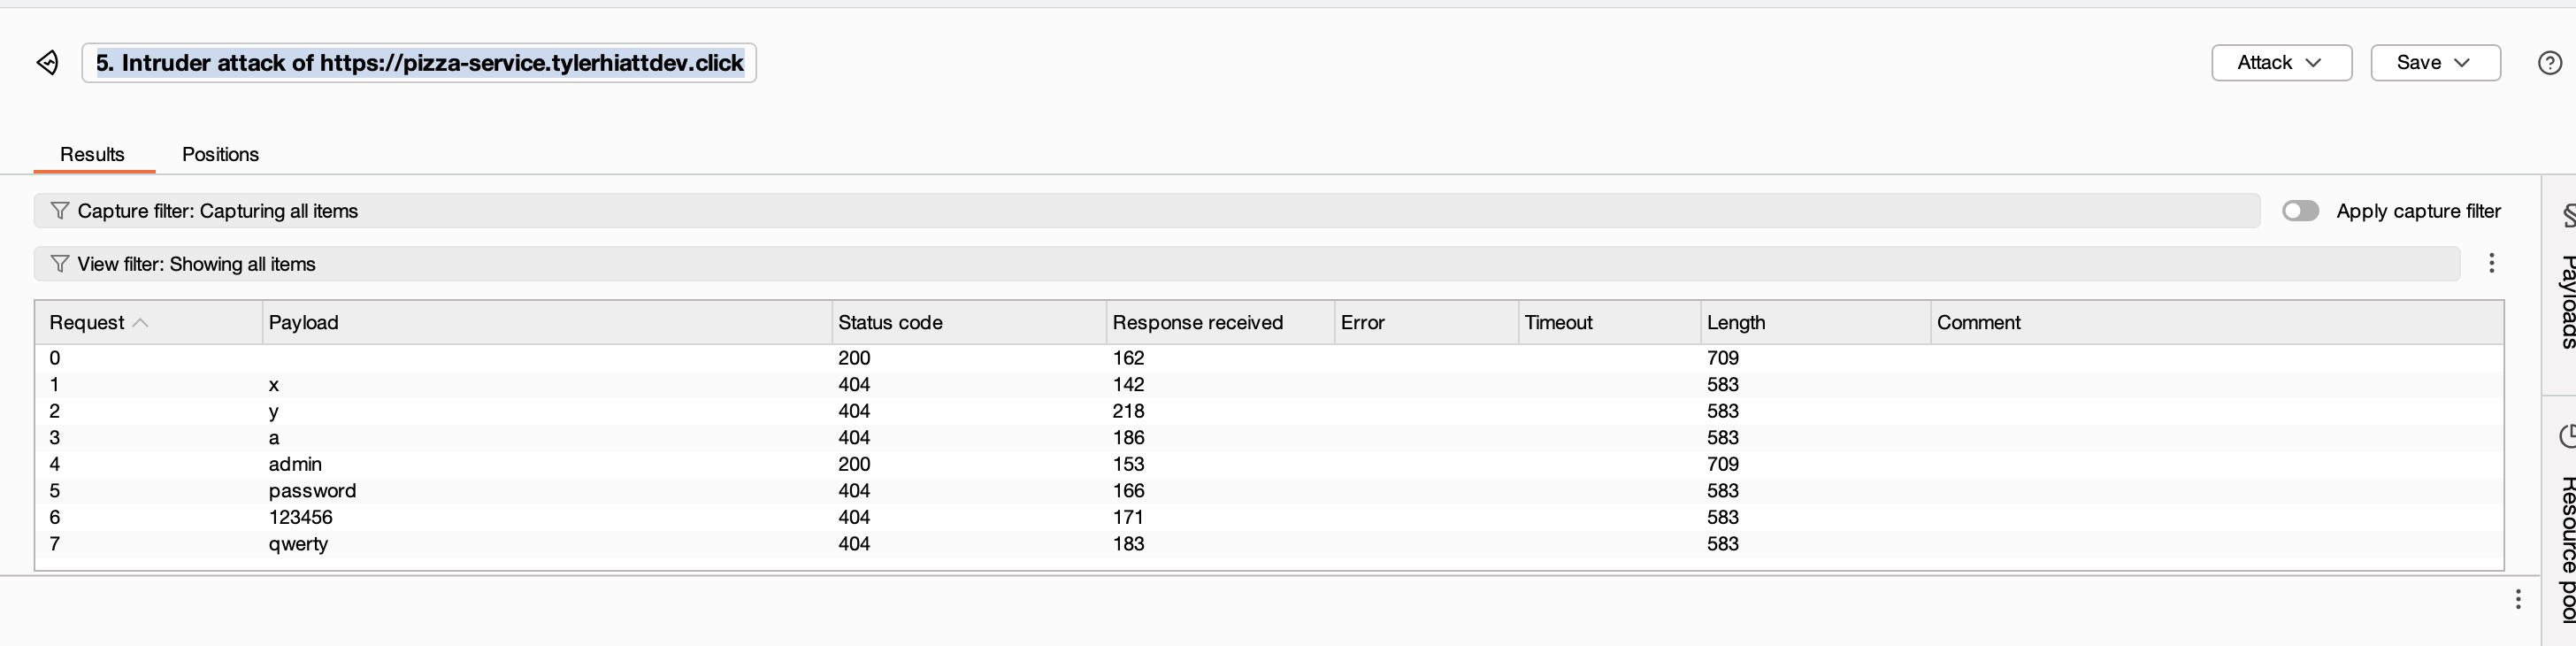 5. Intruder attack of https://pizza-service.tylerhiattdev.click
Attack Save
Results Positions
Capture filter: Capturing all items Apply capture filter
View filter: Showing all items
Request Payload Status code Response received Error Timeout Length Comment
0 200 162 709
1 x 404 142 583
2 y 404 218 583
3 a 404 186 583
4 admin 200 153 709
5 password 404 166 583
6 123456 404 171 583
7 qwerty 404 183 583
Payloads
Resource pool